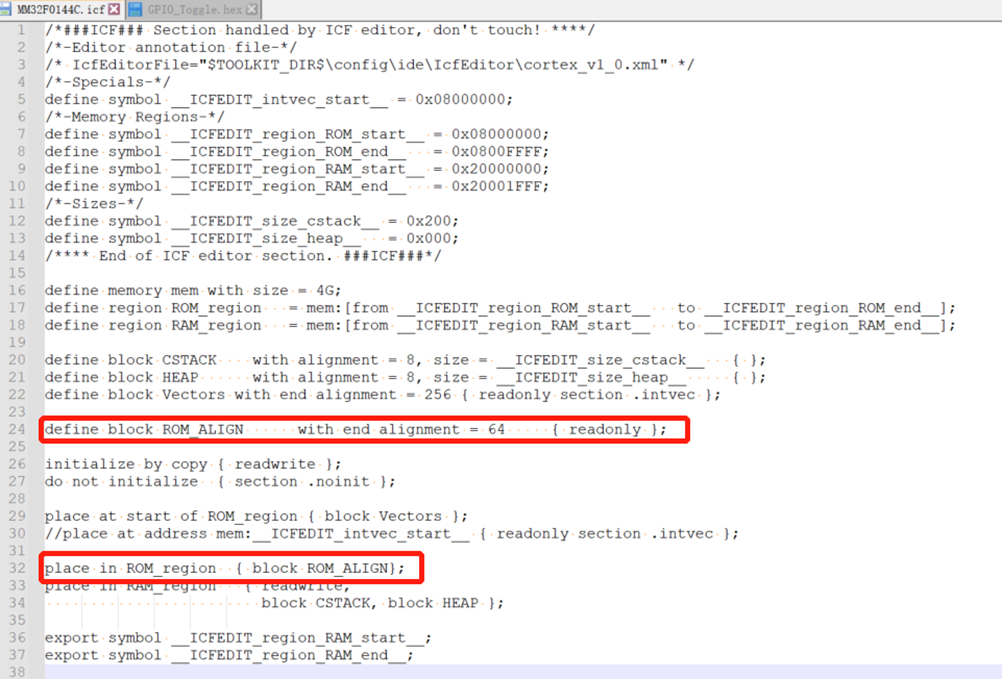 MM32F0144C.icf GPIO_Toggle.hex
1 /*###ICF### Section handled by ICF editor, don't touch! ****/
2 /*-Editor annotation file-*/
3 /* IcfEditorFile="$TOOLKIT_DIR$\config\ide\IcfEditor\cortex_v1_0.xml" */
4 /*-Specials-*/
5 define symbol __ICFEDIT_intvec_start__ = 0x08000000;
6 /*-Memory Regions-*/
7 define symbol __ICFEDIT_region_ROM_start__ = 0x08000000;
8 define symbol __ICFEDIT_region_ROM_end__   = 0x0800FFFF;
9 define symbol __ICFEDIT_region_RAM_start__ = 0x20000000;
10 define symbol __ICFEDIT_region_RAM_end__   = 0x20001FFF;
11 /*-Sizes-*/
12 define symbol __ICFEDIT_size_cstack__ = 0x200;
13 define symbol __ICFEDIT_size_heap__   = 0x000;
14 /**** End of ICF editor section. ###ICF###*/
15
16 define memory mem with size = 4G;
17 define region ROM_region   = mem:[from __ICFEDIT_region_ROM_start__   to __ICFEDIT_region_ROM_end__];
18 define region RAM_region   = mem:[from __ICFEDIT_region_RAM_start__   to __ICFEDIT_region_RAM_end__];
19
20 define block CSTACK    with alignment = 8, size = __ICFEDIT_size_cstack__   { };
21 define block HEAP      with alignment = 8, size = __ICFEDIT_size_heap__     { };
22 define block Vectors with end alignment = 256 { readonly section .intvec };
23
24 define block ROM_ALIGN      with end alignment = 64     { readonly };
25
26 initialize by copy { readwrite };
27 do not initialize  { section .noinit };
28
29 place at start of ROM_region { block Vectors };
30 //place at address mem:__ICFEDIT_intvec_start__ { readonly section .intvec };
31
32 place in ROM_region  { block ROM_ALIGN};
33 place in RAM_region   { readwrite,
34                         block CSTACK, block HEAP };
35
36 export symbol __ICFEDIT_region_RAM_start__;
37 export symbol __ICFEDIT_region_RAM_end__;
38